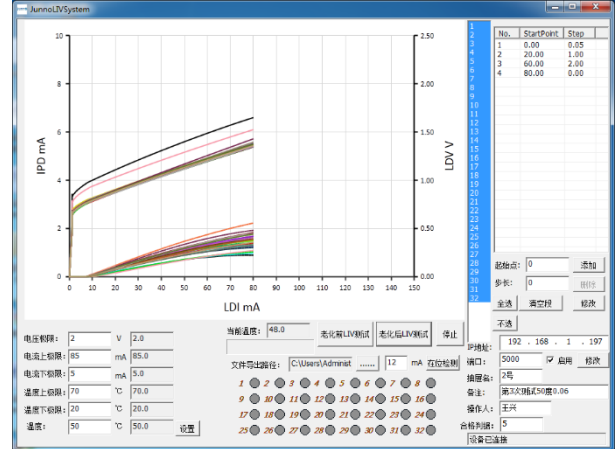 JunnoLIVSystem
10
8
6
4
2
0
IPD mA
2.50
2.00
1.50
1.00
0.50
0.00
LDV V
0 10 20 30 40 50 60 70 80 90 100 110 120 130 140 150
LDI mA
1
2
3
4
5
6
7
8
9
10
11
12
13
14
15
16
17
18
19
20
21
22
23
24
25
26
27
28
29
30
31
32
No. StartPoint Step
1 0.00 0.05
2 20.00 1.00
3 60.00 2.00
4 80.00 0.00
起始点: 0 添加
步长: 0 删除
全选 清空段 修改
不选
IP地址: 192 . 168 . 1 . 197
端口: 5000 启用 修改
抽屉名: 2号
备注: 第3次测试50度0.06
操作人: 王兴
合格判据: 5
设备已连接
电压极限: 2 V 2.0
电流上极限: 85 mA 85.0
电流下极限: 5 mA 5.0
温度上极限: 70 ℃ 70.0
温度下极限: 20 ℃ 20.0
温度: 50 ℃ 50.0 设置
当前温度: 48.0 老化前LIV测试 老化后LIV测试 停止
文件导出路径: C:\Users\Administ ...... 12 mA 在位检测
1 2 3 4 5 6 7 8
9 10 11 12 13 14 15 16
17 18 19 20 21 22 23 24
25 26 27 28 29 30 31 32